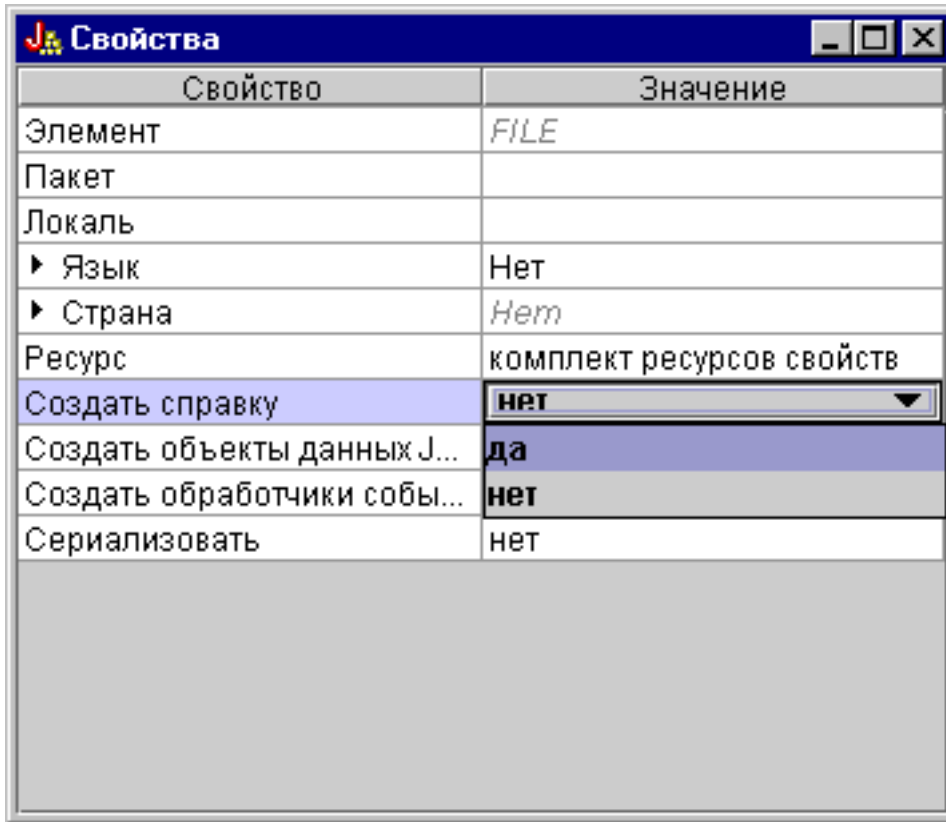 Свойства
Свойство Значение
Элемент FILE
Пакет
Локаль
Язык Нет
Страна Нет
Ресурс комплект ресурсов свойств
Создать справку нет
Создать объекты данных J... да
Создать обработчики собы... нет
Сериализовать нет